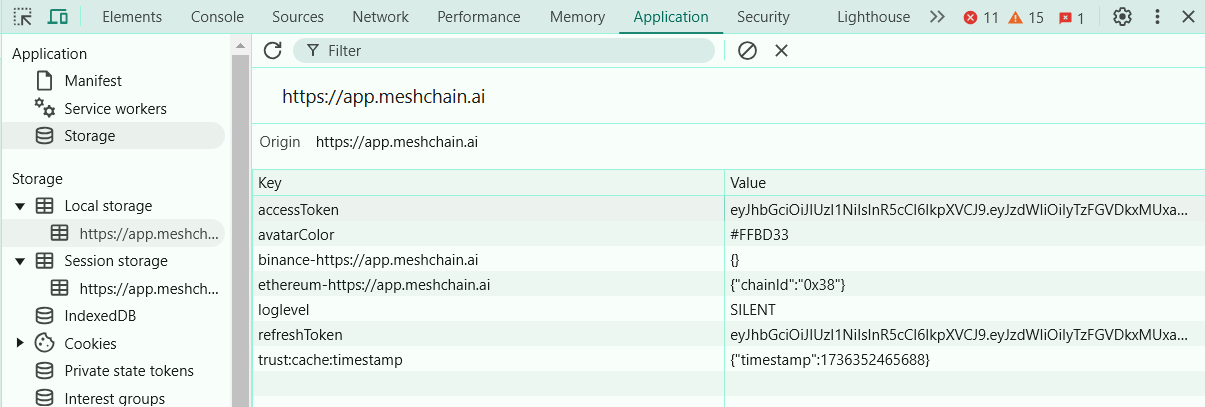 Elements Console Sources Network Performance Memory Application Security Lighthouse 11 15 1
Application
Manifest
Service workers
Storage
Storage
Local storage
https://app.meshch...
Session storage
https://app.meshch...
IndexedDB
Cookies
Private state tokens
Interest groups
Filter
https://app.meshchain.ai
Origin https://app.meshchain.ai
Key Value
accessToken eyJhbGciOiJIUzI1NiIsInR5cCI6IkpXVCJ9.eyJzdWIiOiIyTzFGVDkxMUxa...
avatarColor #FFBD33
binance-https://app.meshchain.ai {}
ethereum-https://app.meshchain.ai {"chainId":"0x38"}
loglevel SILENT
refreshToken eyJhbGciOiJIUzI1NiIsInR5cCI6IkpXVCJ9.eyJzdWIiOiIyTzFGVDkxMUxa...
trust:cache:timestamp {"timestamp":1736352465688}